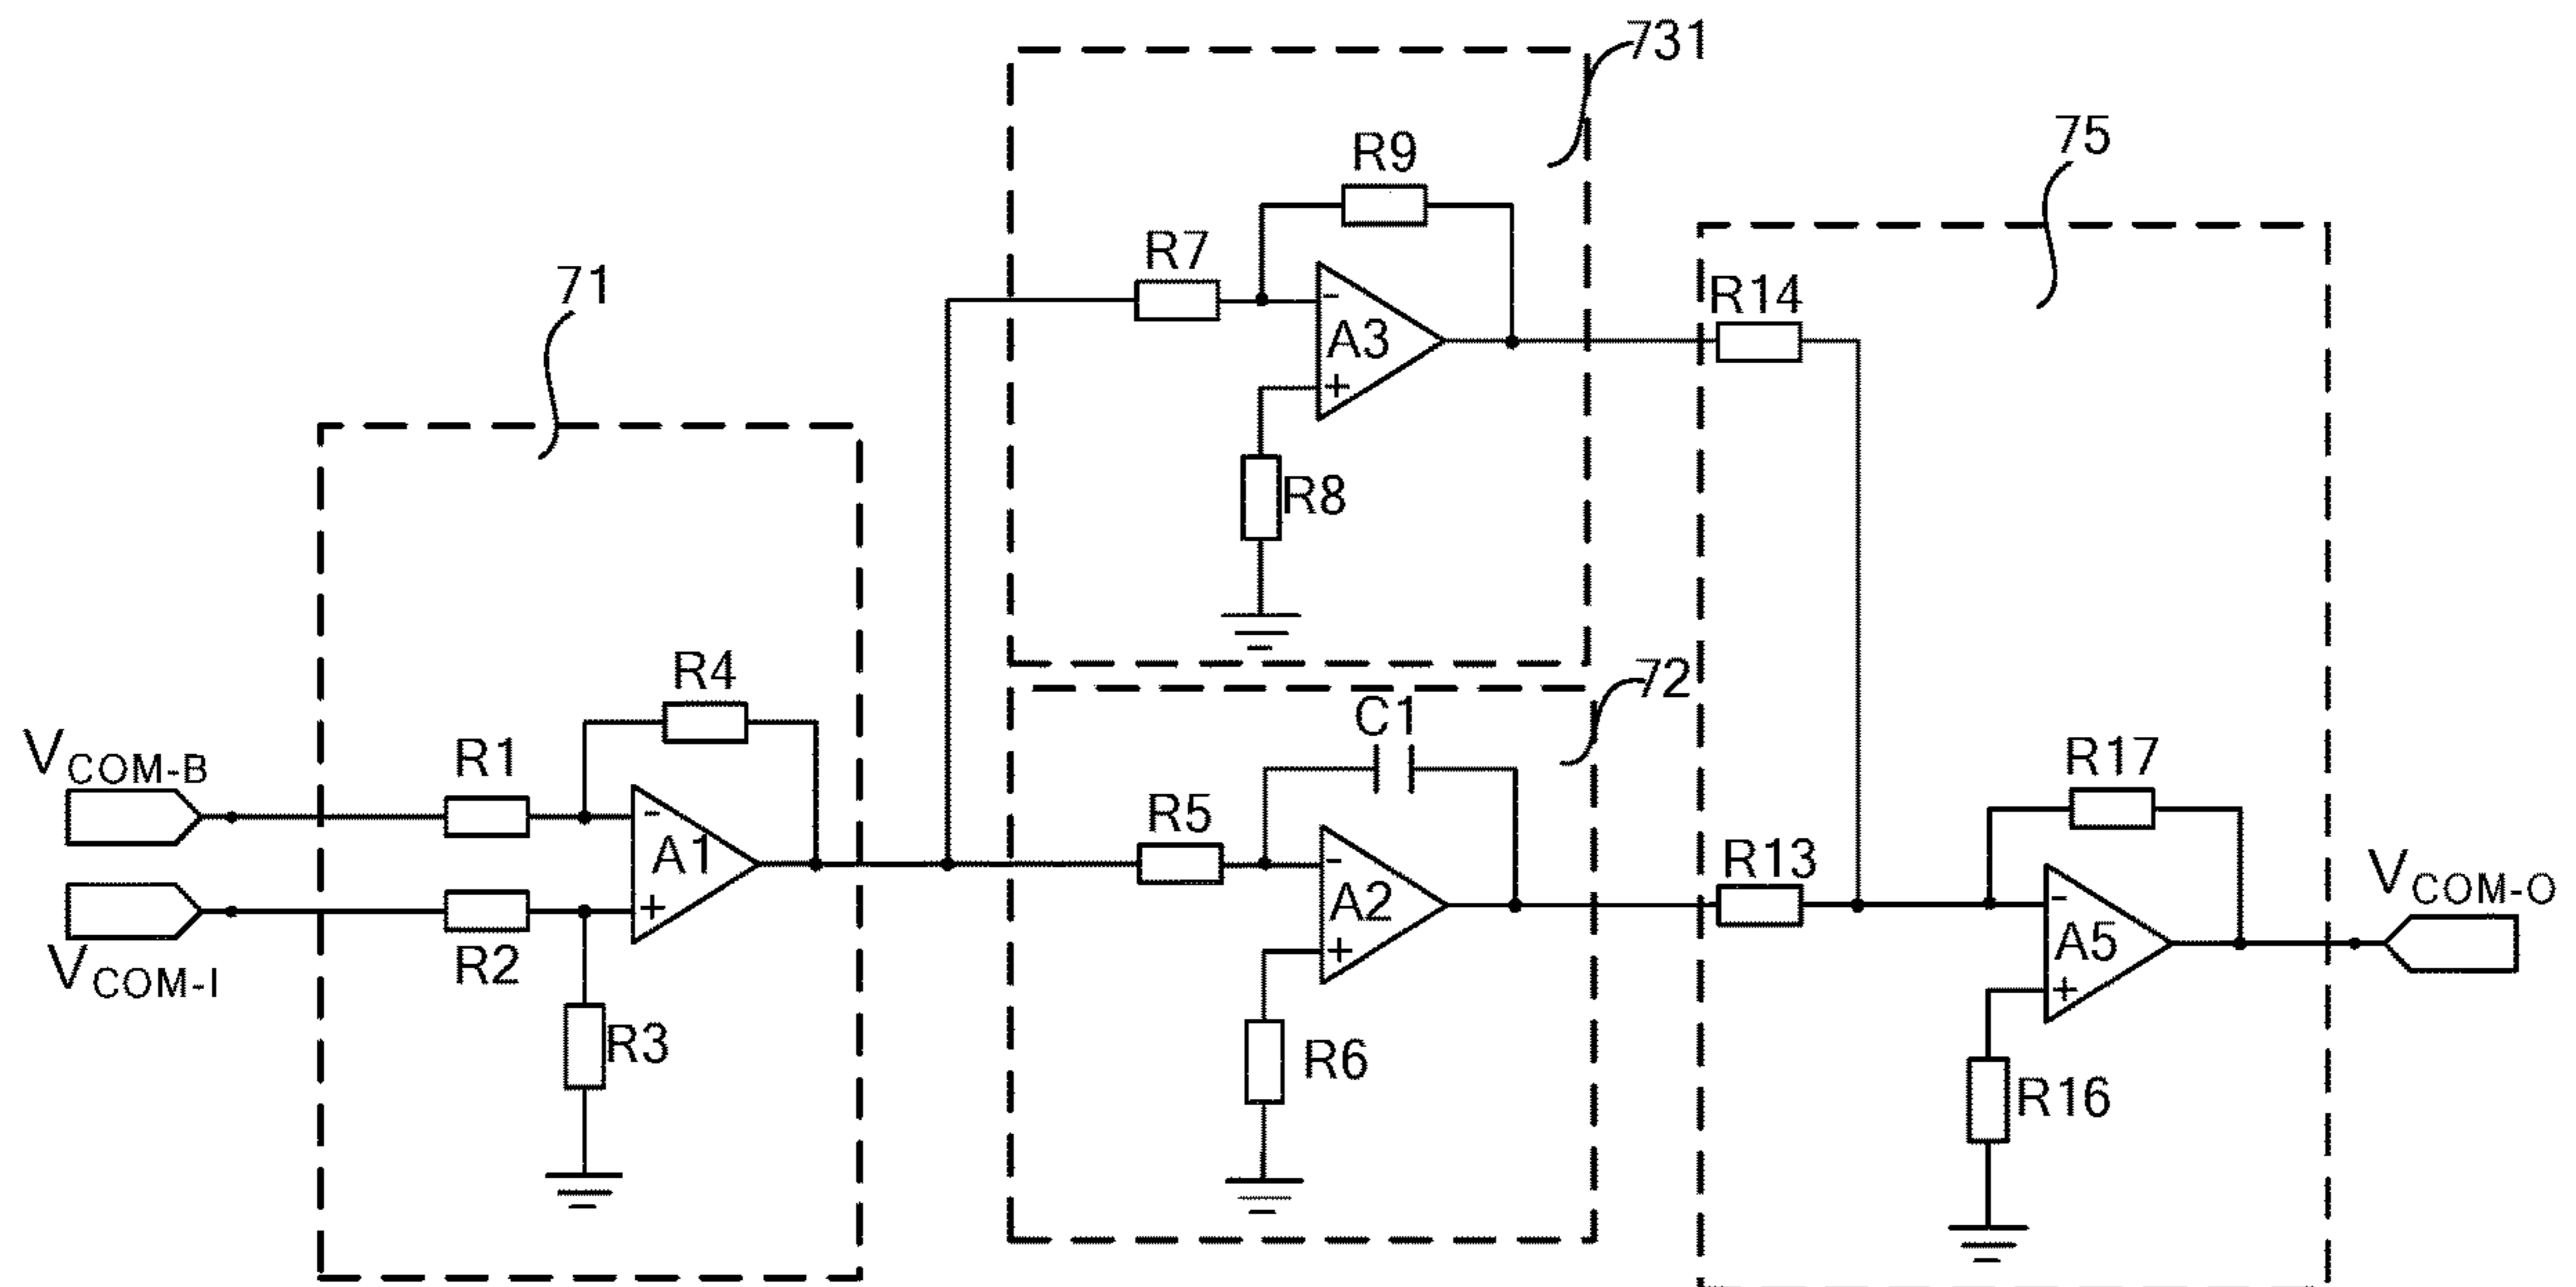 731
75
R9
R7
71
R14
A3
R8
R4
72
C1
VCOM-B
R1
R17
R5
A1
R13
VCOM-O
A2
A5
R2
VCOM-I
R3
R6
R16
-
+
-
+
-
+
-
+